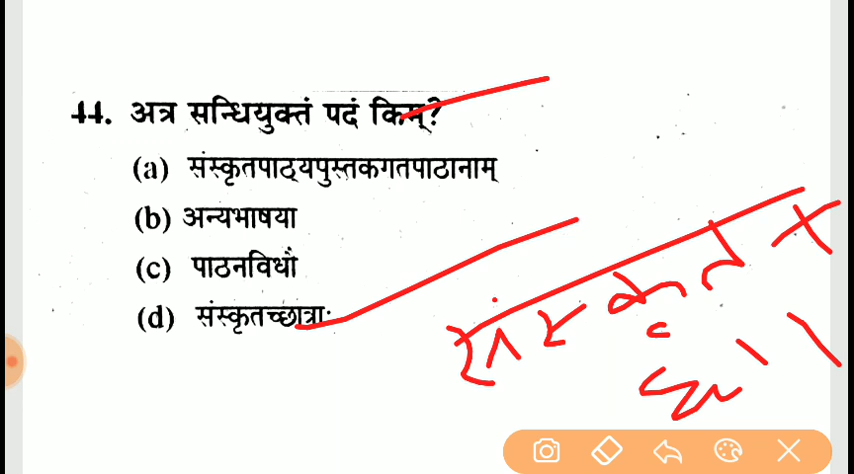 44. अत्र सन्धियुक्तं पदं किम्?
(a) संस्कृतपाठ्यपुस्तकगतपाठानाम्
(b) अन्यभाषया
(c) पाठनविधौ
(d) संस्कृतच्छात्राः
संस्कृत +